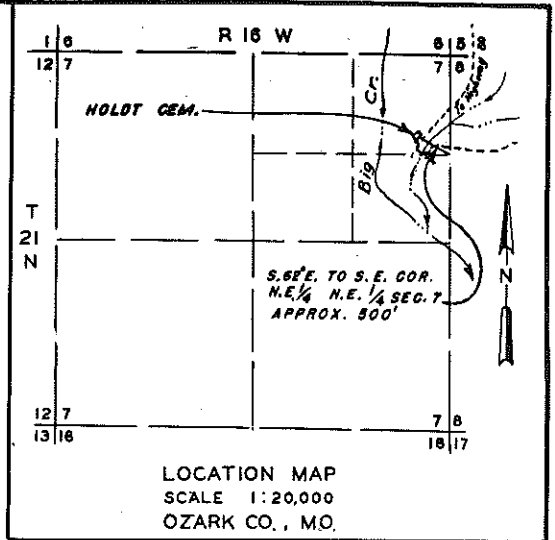 R 16 W
1 6
12 7
6 5
7 8
HOLDT CEM.
Big Cr.
To Highway
T
21
N
N
S.62°E. TO S.E. COR.
N.E.¼ N.E. ¼ SEC. 7
APPROX. 500'
12 7
13 18
7 8
18 17
LOCATION MAP
SCALE 1:20,000
OZARK CO., MO.